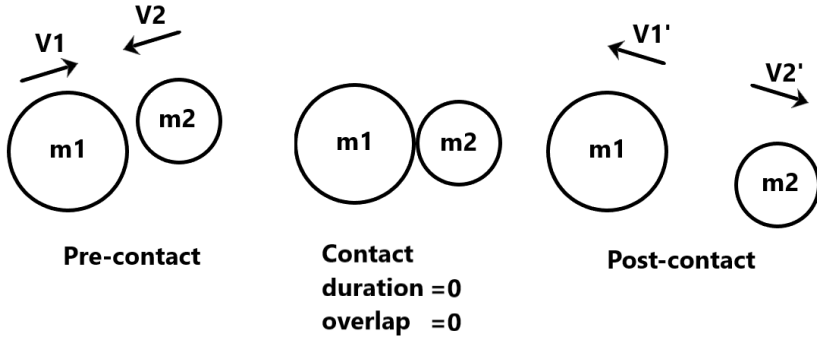 V1
V2
m1
m2
Pre-contact
m1
m2
Contact
duration =0
overlap =0
V1'
V2'
m1
m2
Post-contact